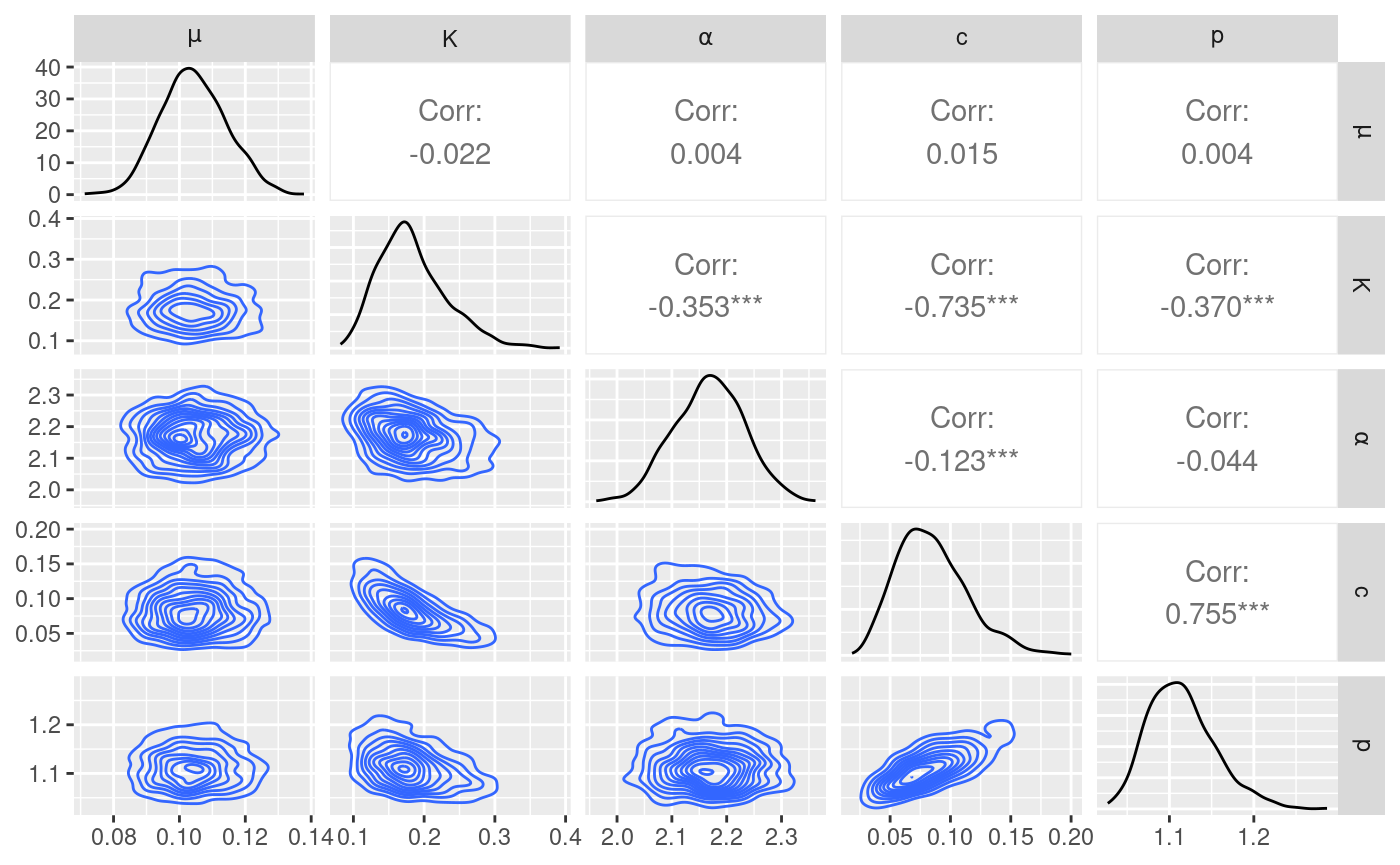 μ K α c p
40
30
20
10
0
Corr:
-0.022
Corr:
0.004
Corr:
0.015
Corr:
0.004
μ
0.4
0.3
0.2
0.1
Corr:
-0.353***
Corr:
-0.735***
Corr:
-0.370***
K
2.3
2.2
2.1
2.0
Corr:
-0.123***
Corr:
-0.044
α
0.20
0.15
0.10
0.05
Corr:
0.755***
c
1.2
1.1
p
0.08 0.10 0.12 0.14 0.1 0.2 0.3 0.4 2.0 2.1 2.2 2.3 0.05 0.10 0.15 0.20 1.1 1.2